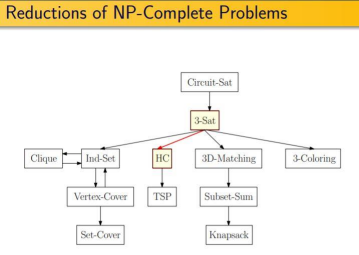 Reductions of NP-Complete Problems
Circuit-Sat
3-Sat
Clique
Ind-Set
HC
3D-Matching
3-Coloring
Vertex-Cover
TSP
Subset-Sum
Set-Cover
Knapsack